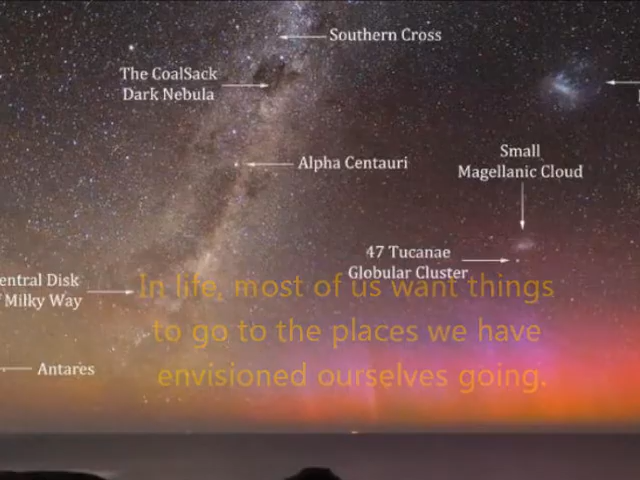 Southern Cross
The CoalSack
Dark Nebula
Alpha Centauri
Small
Magellanic Cloud
47 Tucanae
Globular Cluster
entral Disk
Milky Way
In life, most of us want things
to go to the places we have
envisioned ourselves going.
Antares